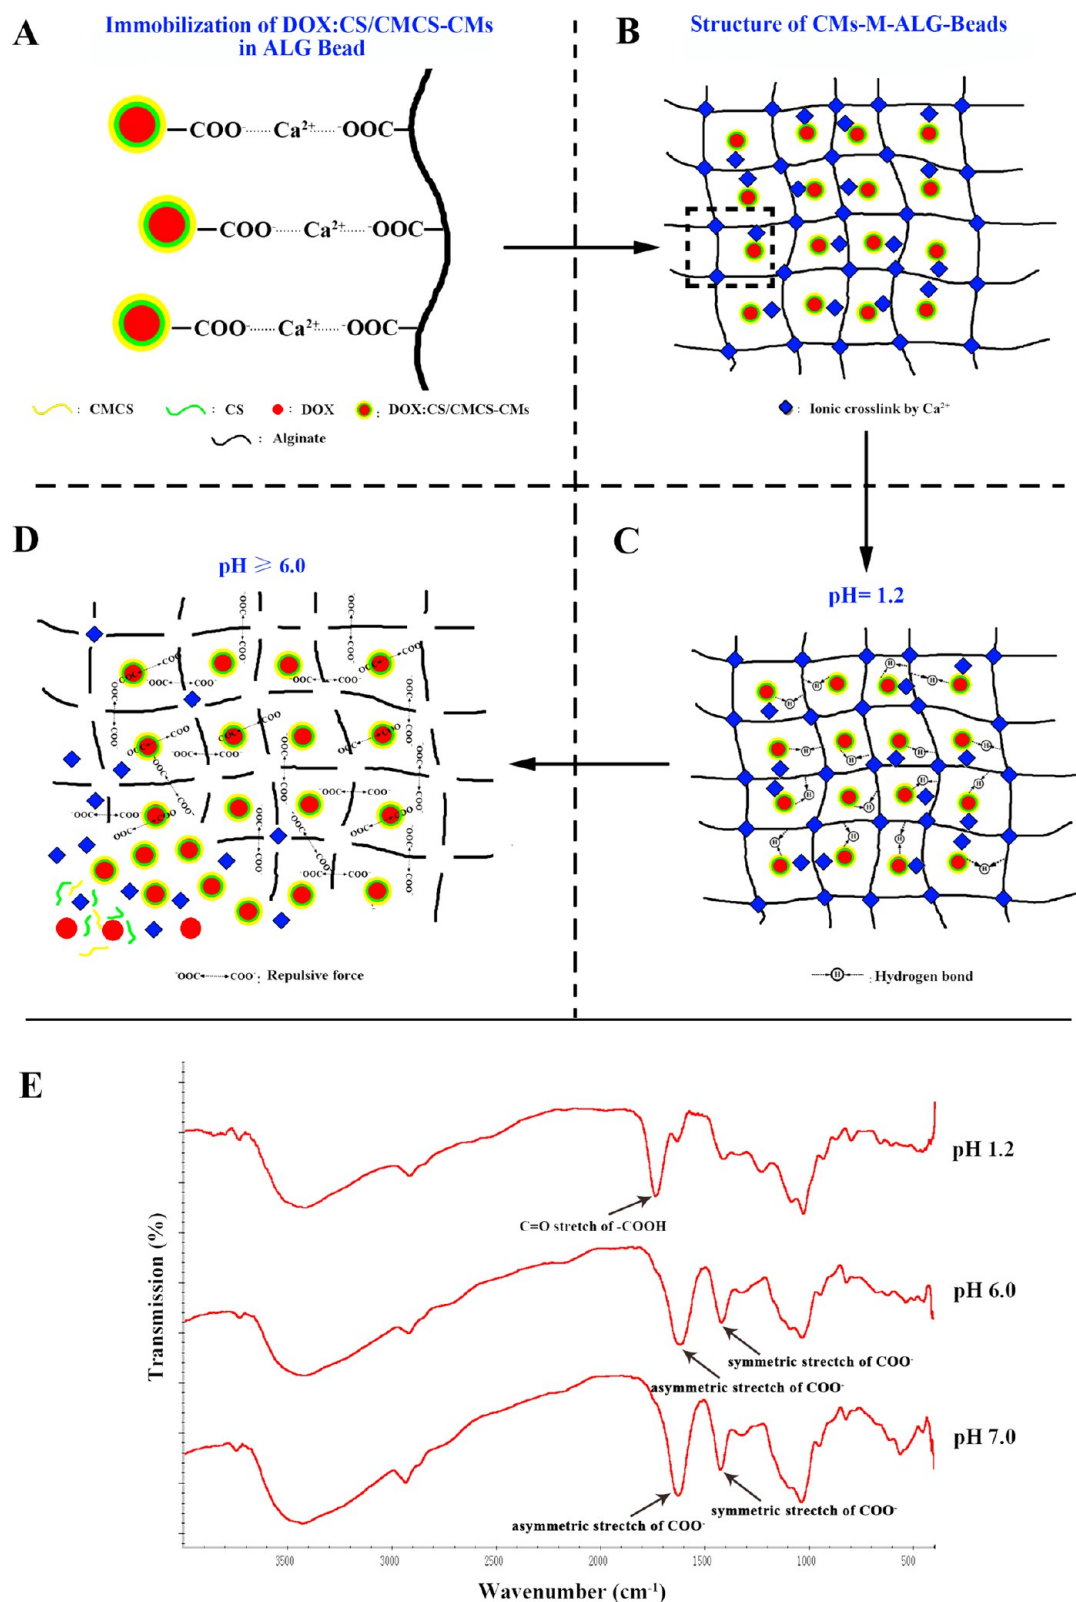 A
Immobilization of DOX:CS/CMCS-CMs
in ALG Bead
COO⁻ Ca²⁺ ⁻OOC
COO⁻ Ca²⁺ ⁻OOC
COO⁻ Ca²⁺ ⁻OOC
: CMCS : CS : DOX : DOX:CS/CMCS-CMs
: Alginate
B
Structure of CMs-M-ALG-Beads
: Ionic crosslink by Ca²⁺
D
pH ≥ 6.0
⁻OOC COO⁻ : Repulsive force
C
pH= 1.2
H : Hydrogen bond
E
Transmission (%)
pH 1.2
C=O stretch of -COOH
pH 6.0
symmetric strectch of COO⁻
asymmetric strectch of COO⁻
pH 7.0
symmetric strectch of COO⁻
asymmetric strectch of COO⁻
3500 3000 2500 2000 1500 1000 500
Wavenumber (cm⁻¹)